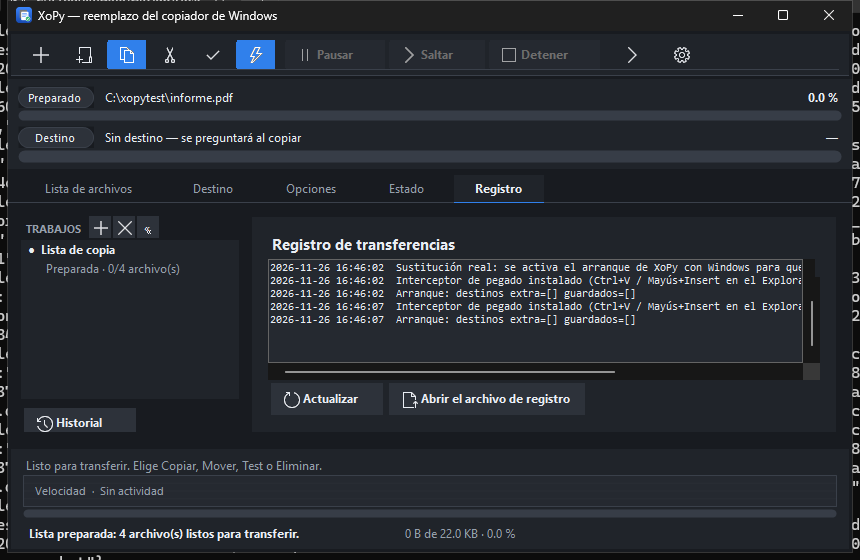 XoPy — reemplazo del copiador de Windows
Pausar
Saltar
Detener
Preparado
C:\xopytest\informe.pdf
0.0 %
Destino
Sin destino — se preguntará al copiar
—
Lista de archivos
Destino
Opciones
Estado
Registro
TRABAJOS
Lista de copia
Preparada · 0/4 archivo(s)
Registro de transferencias
2026-11-26 16:46:02 Sustitución real: se activa el arranque de XoPy con Windows para que
2026-11-26 16:46:02 Interceptor de pegado instalado (Ctrl+V / Mayús+Insert en el Explora
2026-11-26 16:46:02 Arranque: destinos extra=[] guardados=[]
2026-11-26 16:46:07 Interceptor de pegado instalado (Ctrl+V / Mayús+Insert en el Explora
2026-11-26 16:46:07 Arranque: destinos extra=[] guardados=[]
Actualizar
Abrir el archivo de registro
Historial
Listo para transferir. Elige Copiar, Mover, Test o Eliminar.
Velocidad · Sin actividad
Lista preparada: 4 archivo(s) listos para transferir.
0 B de 22.0 KB · 0.0 %